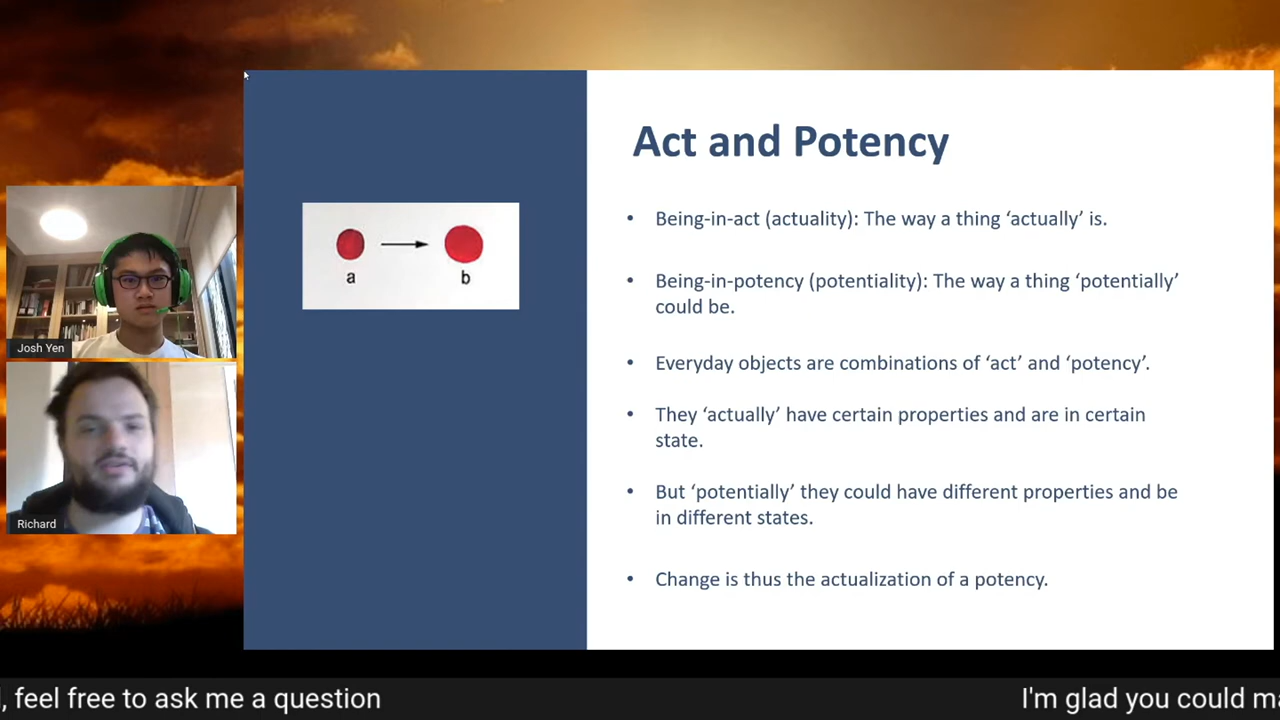 Act and Potency
• Being-in-act (actuality): The way a thing ‘actually’ is.
• Being-in-potency (potentiality): The way a thing ‘potentially’
could be.
• Everyday objects are combinations of ‘act’ and ‘potency’.
• They ‘actually’ have certain properties and are in certain
state.
• But ‘potentially’ they could have different properties and be
in different states.
• Change is thus the actualization of a potency.
a b
Josh Yen
Richard
, feel free to ask me a question
I'm glad you could